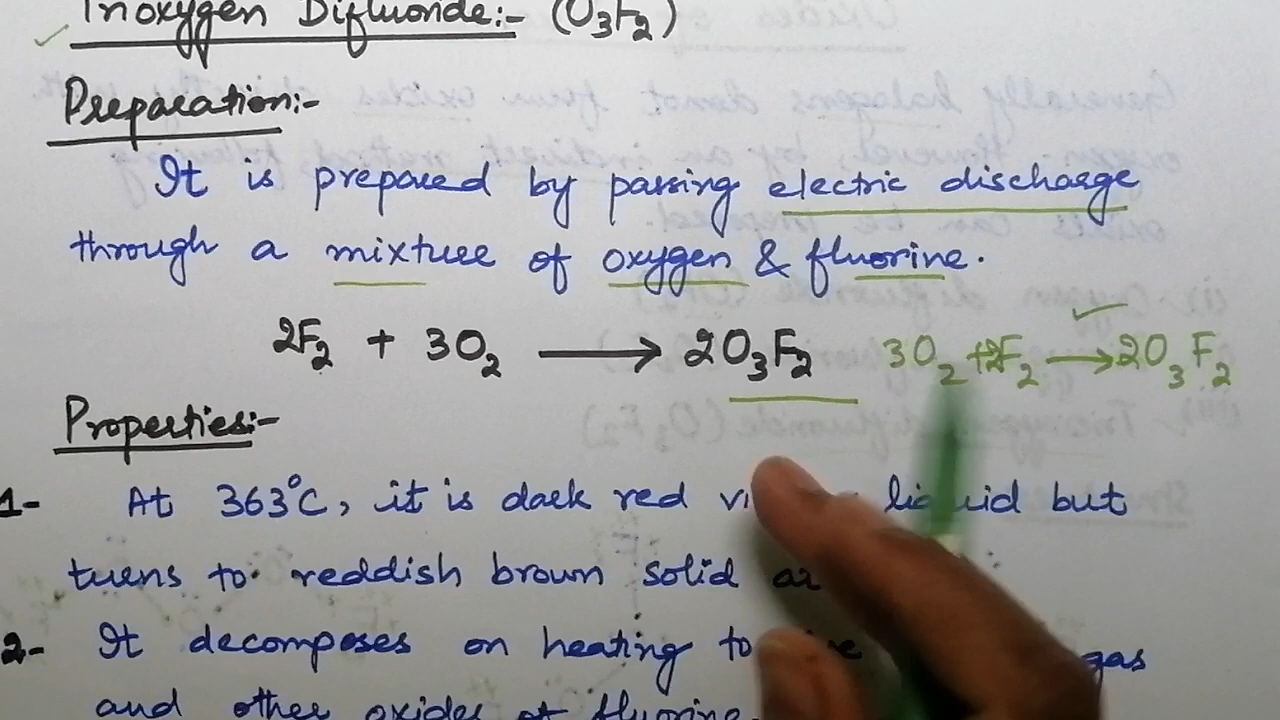 Trioxygen Difluoride:- (O₃F₂)
Preparation:-
It is prepared by passing electric discharge
through a mixture of oxygen & fluorine.
2F₂ + 3O₂ ⟶ 2O₃F₂ 3O₂ + 2F₂ ⟶ 2O₃F₂
Properties:-
1- At 363°C, it is dark red liquid but
turns to reddish brown solid
2- It decomposes on heating to gas
and other oxides of fluorine.